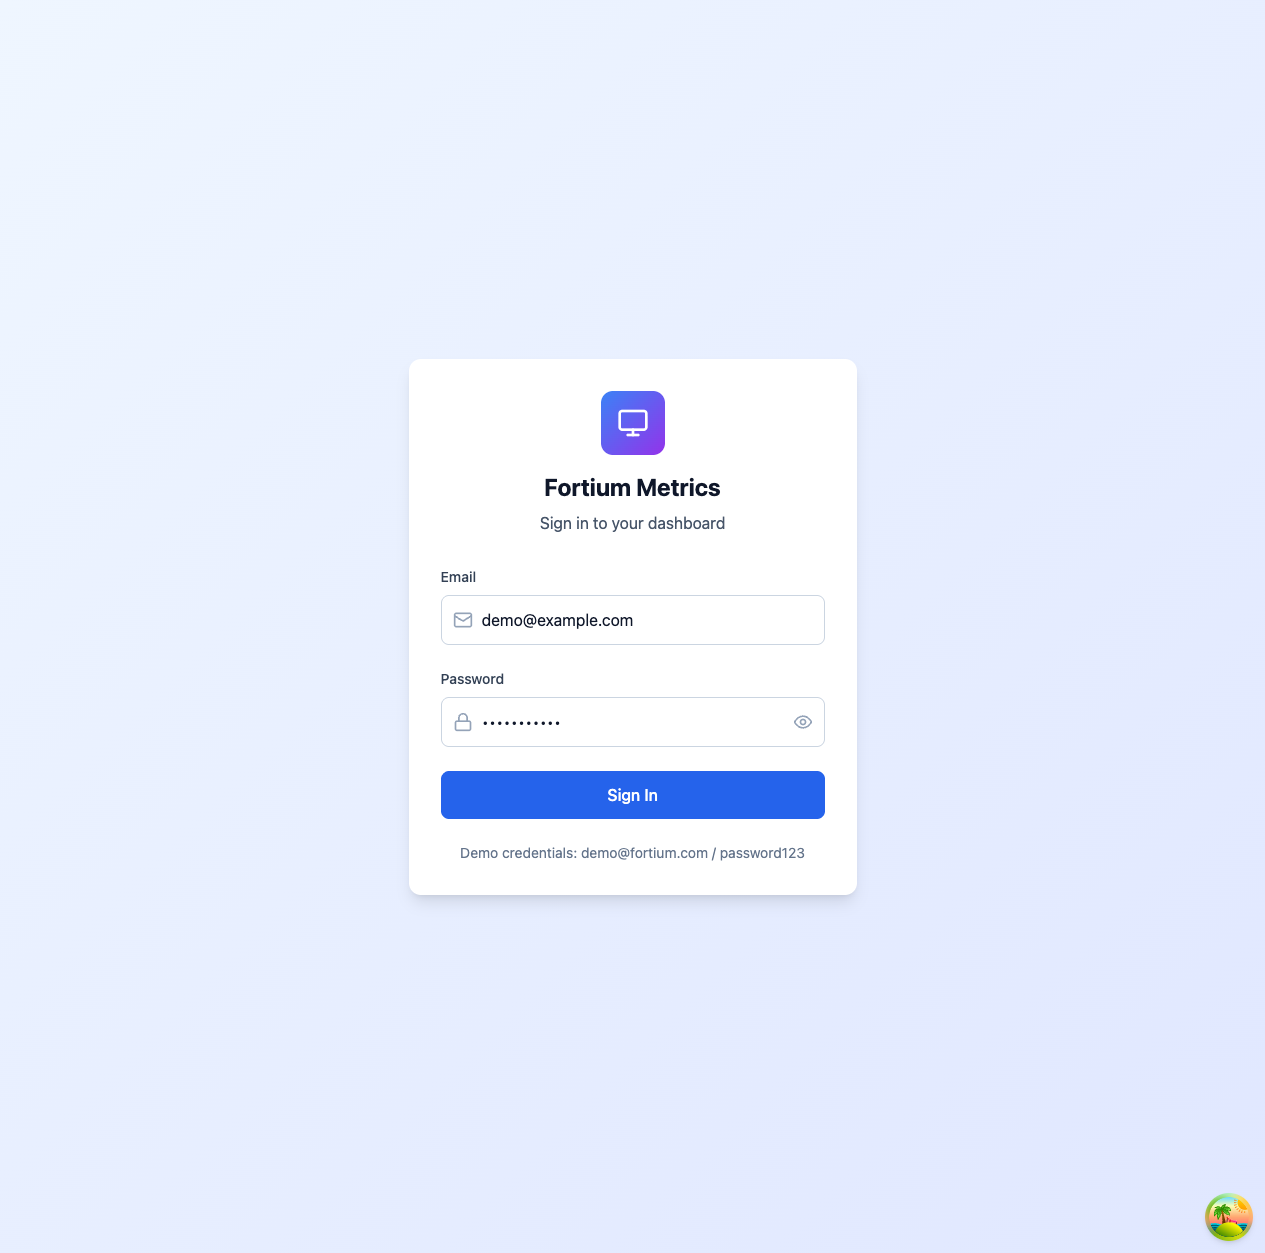 Fortium Metrics
Sign in to your dashboard
Email
demo@example.com
Password
•••••••••••
Sign In
Demo credentials: demo@fortium.com / password123